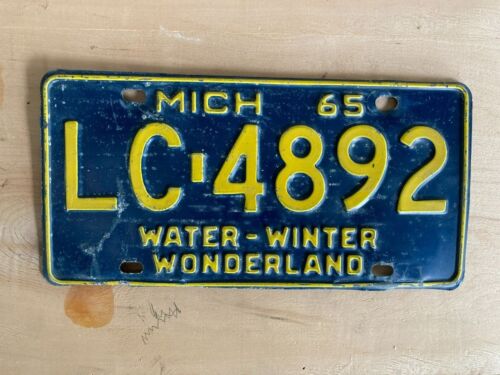 MICH 65
LC-4892
WATER-WINTER
WONDERLAND